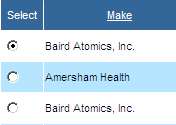 Select Make
Baird Atomics, Inc.
Amersham Health
Baird Atomics, Inc.